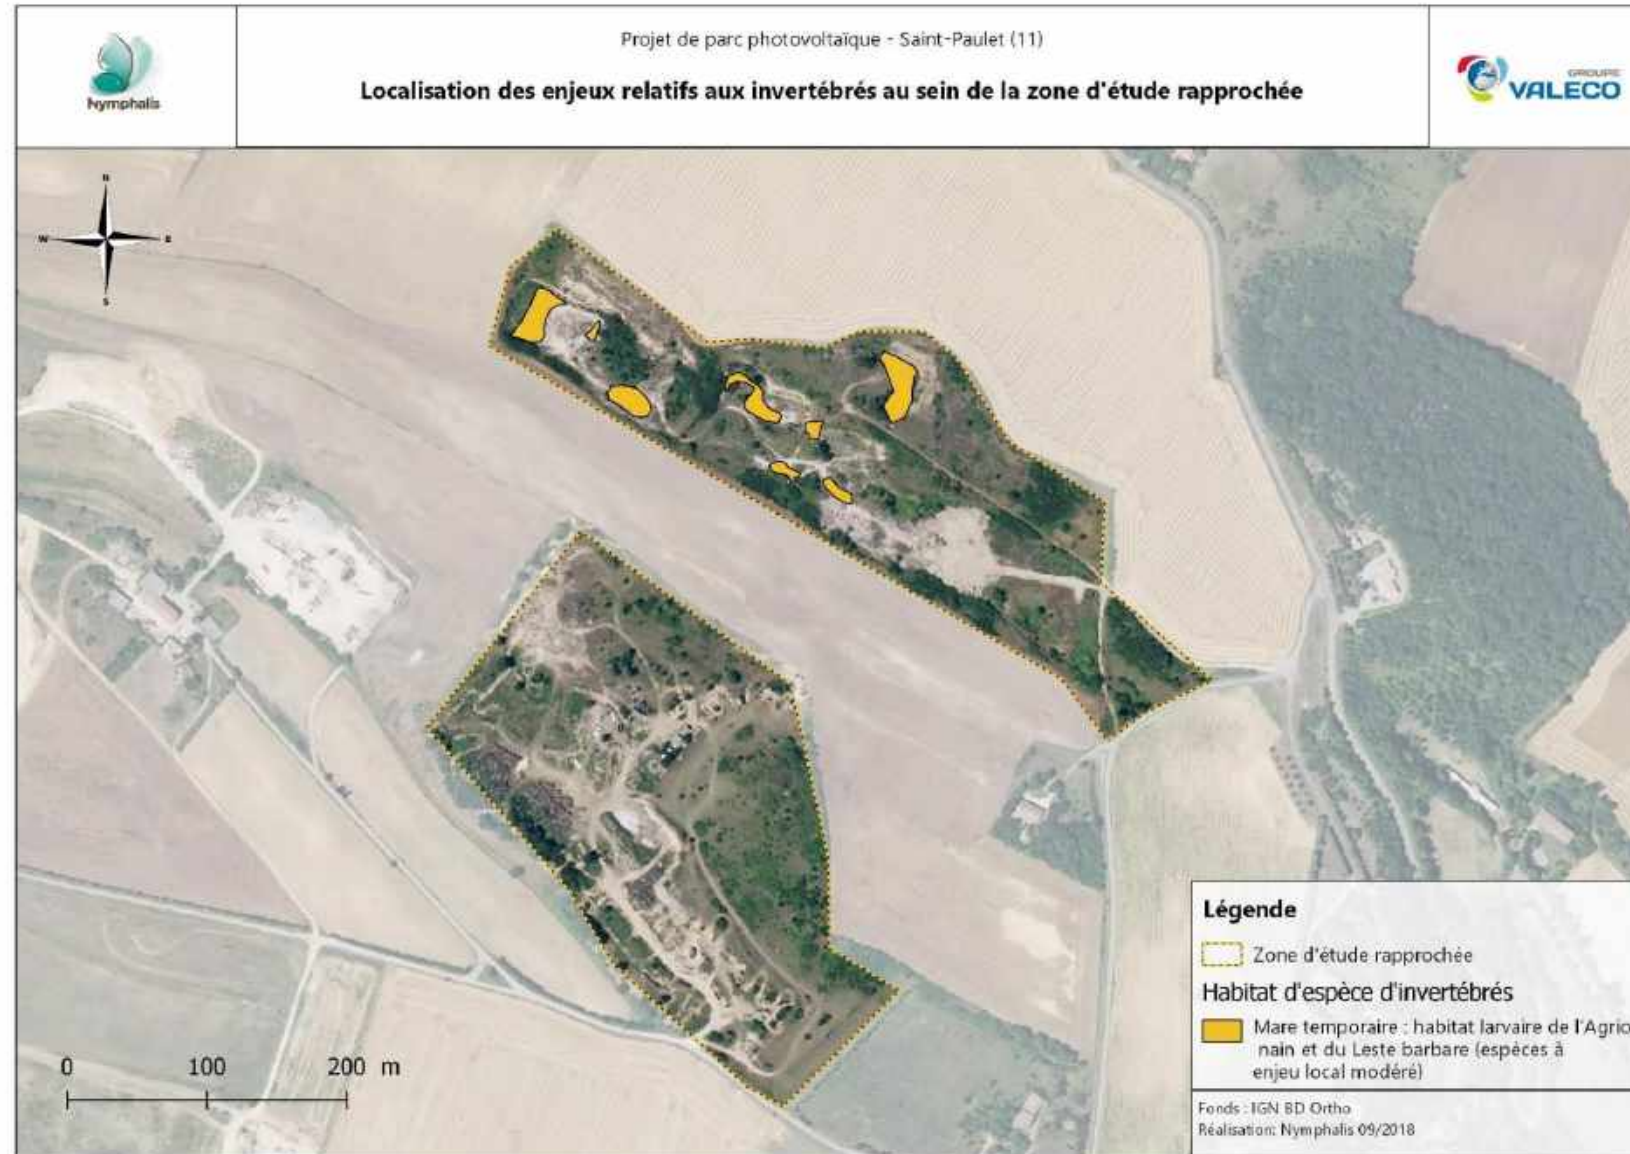 Nymphalis
Projet de parc photovoltaïque - Saint-Paulet (11)
Localisation des enjeux relatifs aux invertébrés au sein de la zone d'étude rapprochée
GROUPE
VALECO
N
W E
S
Légende
Zone d'étude rapprochée
Habitat d'espèce d'invertébrés
Mare temporaire : habitat larvaire de l'Agrio
nain et du Leste barbare (espèces à
enjeu local modéré)
0 100 200 m
Fonds : IGN BD Ortho
Réalisation: Nymphalis 09/2018